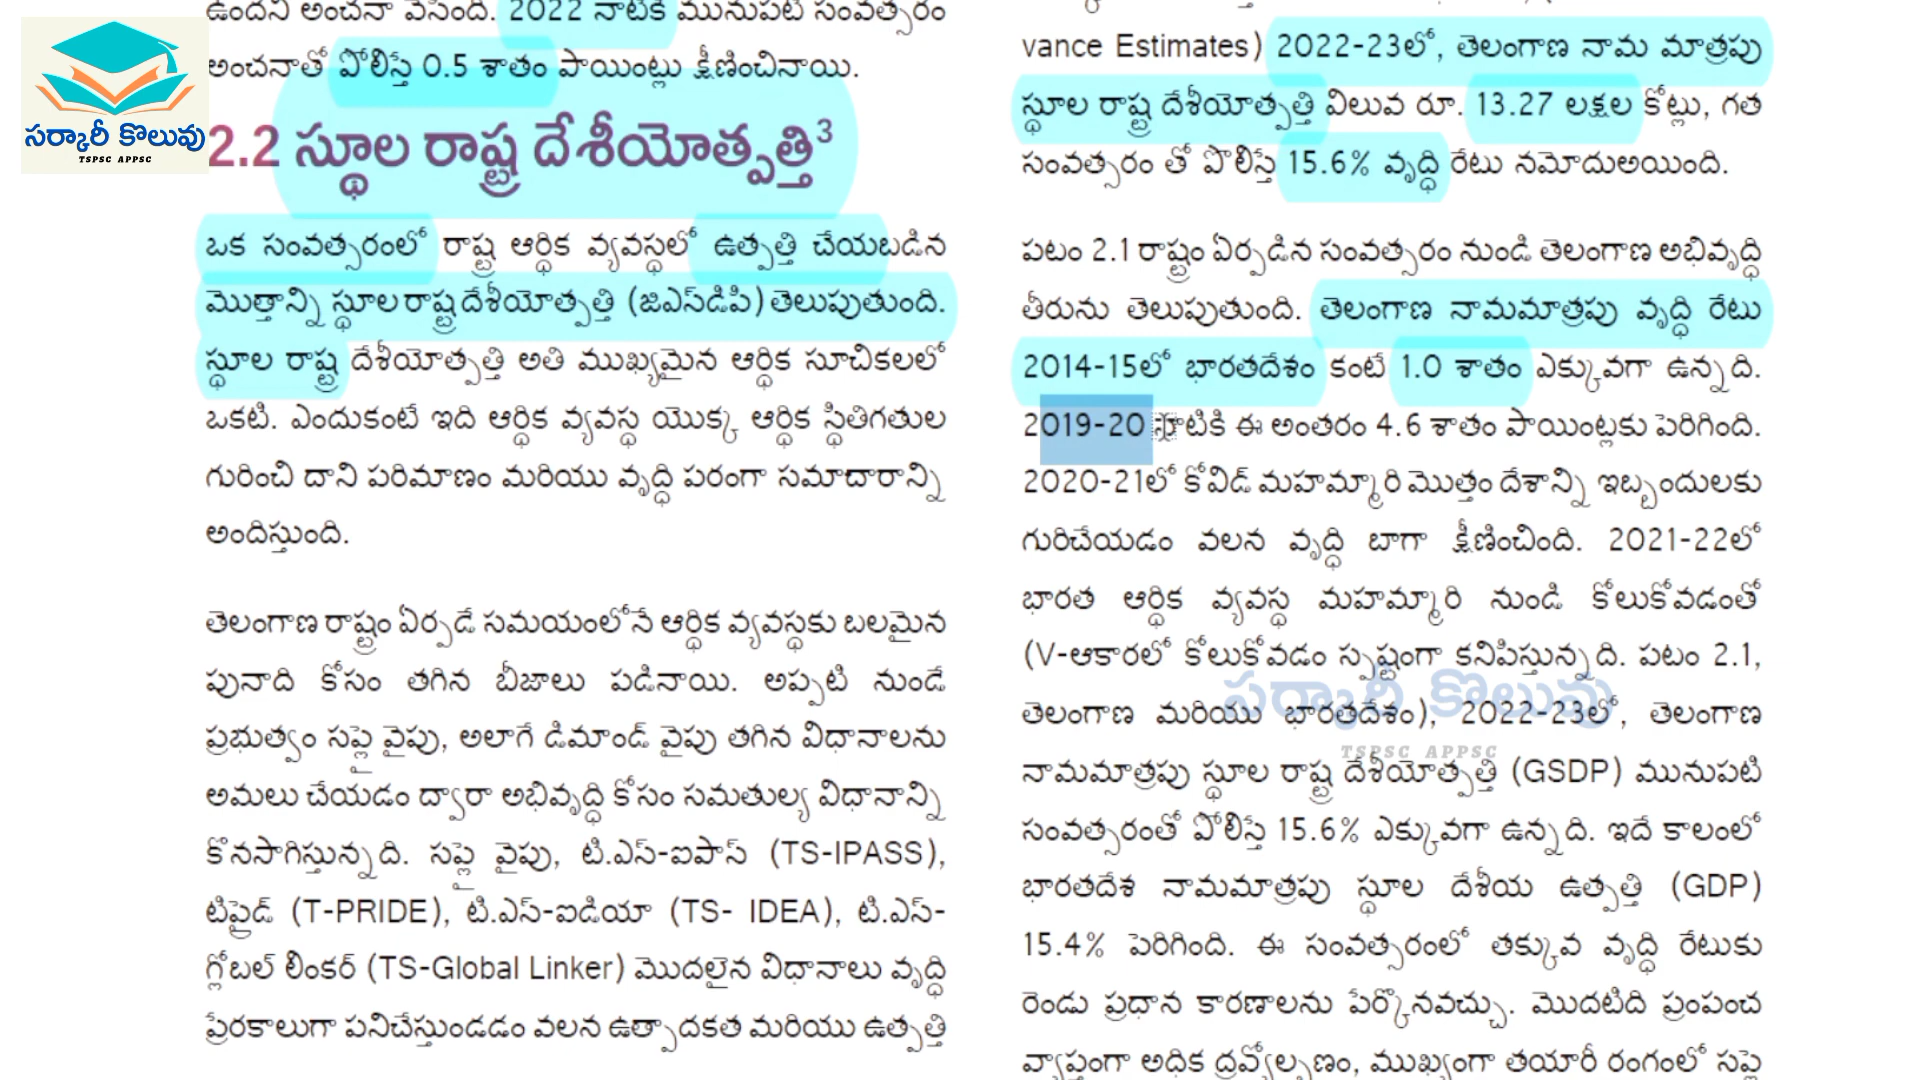 సర్కారీ కొలువు
TSPSC APPSC
ఉందని అంచనా వేసింది. 2022 నాటికి మునుపటి సంవత్సరం
అంచనాతో పోలిస్తే 0.5 శాతం పాయింట్లు క్షీణించినాయి.
2.2 స్థూల రాష్ట్ర దేశీయోత్పత్తి3
ఒక సంవత్సరంలో రాష్ట్ర ఆర్థిక వ్యవస్థలో ఉత్పత్తి చేయబడిన
మొత్తాన్ని స్థూలరాష్ట్రదేశీయోత్పత్తి (జిఎస్‌డిపి) తెలుపుతుంది.
స్థూల రాష్ట్ర దేశీయోత్పత్తి అతి ముఖ్యమైన ఆర్థిక సూచికలలో
ఒకటి. ఎందుకంటే ఇది ఆర్థిక వ్యవస్థ యొక్క ఆర్థిక స్థితిగతుల
గురించి దాని పరిమాణం మరియు వృద్ధి పరంగా సమాచారాన్ని
అందిస్తుంది.
తెలంగాణ రాష్ట్రం ఏర్పడే సమయంలోనే ఆర్థిక వ్యవస్థకు బలమైన
పునాది కోసం తగిన బీజాలు పడినాయి. అప్పటి నుండే
ప్రభుత్వం సప్లై వైపు, అలాగే డిమాండ్ వైపు తగిన విధానాలను
అమలు చేయడం ద్వారా అభివృద్ధి కోసం సమతుల్య విధానాన్ని
కొనసాగిస్తున్నది. సప్లై వైపు, టి.ఎస్-ఐపాస్ (TS-IPASS),
టిప్రైడ్ (T-PRIDE), టి.ఎస్-ఐడియా (TS- IDEA), టి.ఎస్-
గ్లోబల్ లింకర్ (TS-Global Linker) మొదలైన విధానాలు వృద్ధి
ప్రేరకాలుగా పనిచేస్తుండడం వలన ఉత్పాదకత మరియు ఉత్పత్తి
vance Estimates) 2022-23లో, తెలంగాణ నామ మాత్రపు
స్థూల రాష్ట్ర దేశీయోత్పత్తి విలువ రూ. 13.27 లక్షల కోట్లు, గత
సంవత్సరం తో పొలిస్తే 15.6% వృద్ధి రేటు నమోదుఅయింది.
పటం 2.1 రాష్ట్రం ఏర్పడిన సంవత్సరం నుండి తెలంగాణ అభివృద్ధి
తీరును తెలుపుతుంది. తెలంగాణ నామమాత్రపు వృద్ధి రేటు
2014-15లో భారతదేశం కంటే 1.0 శాతం ఎక్కువగా ఉన్నది.
2019-20 నాటికి ఈ అంతరం 4.6 శాతం పాయింట్లకు పెరిగింది.
2020-21లో కోవిడ్ మహమ్మారి మొత్తం దేశాన్ని ఇబ్బందులకు
గురిచేయడం వలన వృద్ధి బాగా క్షీణించింది. 2021-22లో
భారత ఆర్థిక వ్యవస్థ మహమ్మారి నుండి కోలుకోవడంతో
(V-ఆకారలో కోలుకోవడం స్పష్టంగా కనిపిస్తున్నది. పటం 2.1,
తెలంగాణ మరియు భారతదేశం), 2022-23లో, తెలంగాణ
నామమాత్రపు స్థూల రాష్ట్ర దేశీయోత్పత్తి (GSDP) మునుపటి
సంవత్సరంతో పోలిస్తే 15.6% ఎక్కువగా ఉన్నది. ఇదే కాలంలో
భారతదేశ నామమాత్రపు స్థూల దేశీయ ఉత్పత్తి (GDP)
15.4% పెరిగింది. ఈ సంవత్సరంలో తక్కువ వృద్ధి రేటుకు
రెండు ప్రధాన కారణాలను పేర్కొనవచ్చు. మొదటిది ప్రపంచ
వ్యాప్తంగా అధిక ద్రవ్యోల్బణం, ముఖ్యంగా తయారీ రంగంలో సప్లై
సర్కారీ కొలువు
TSPSC APPSC